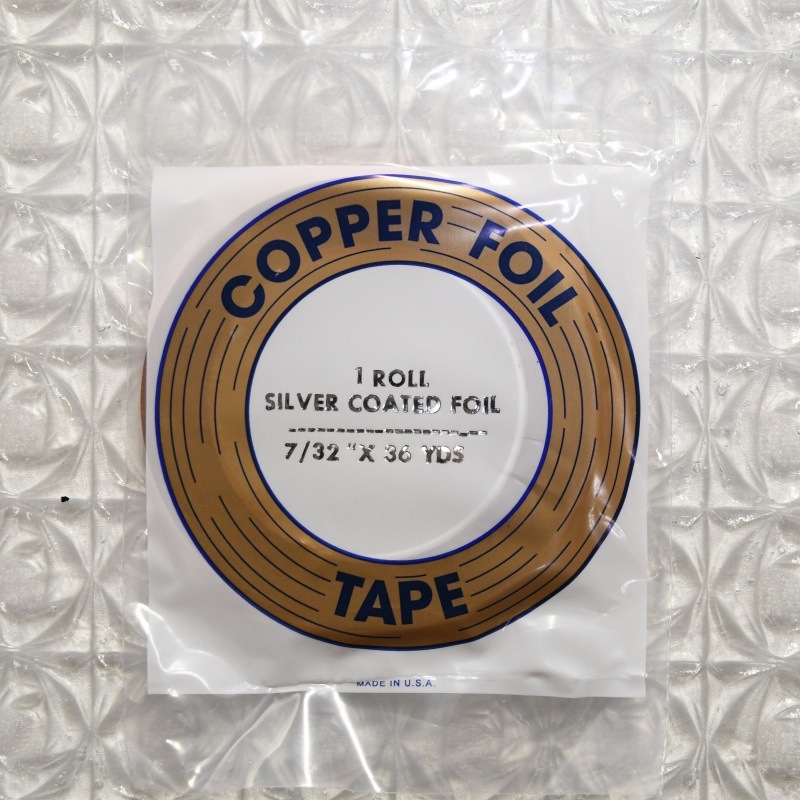 COPPER FOIL
1 ROLL
SILVER COATED FOIL
7/32 "X 36 YDS
TAPE
MADE IN U.S.A.